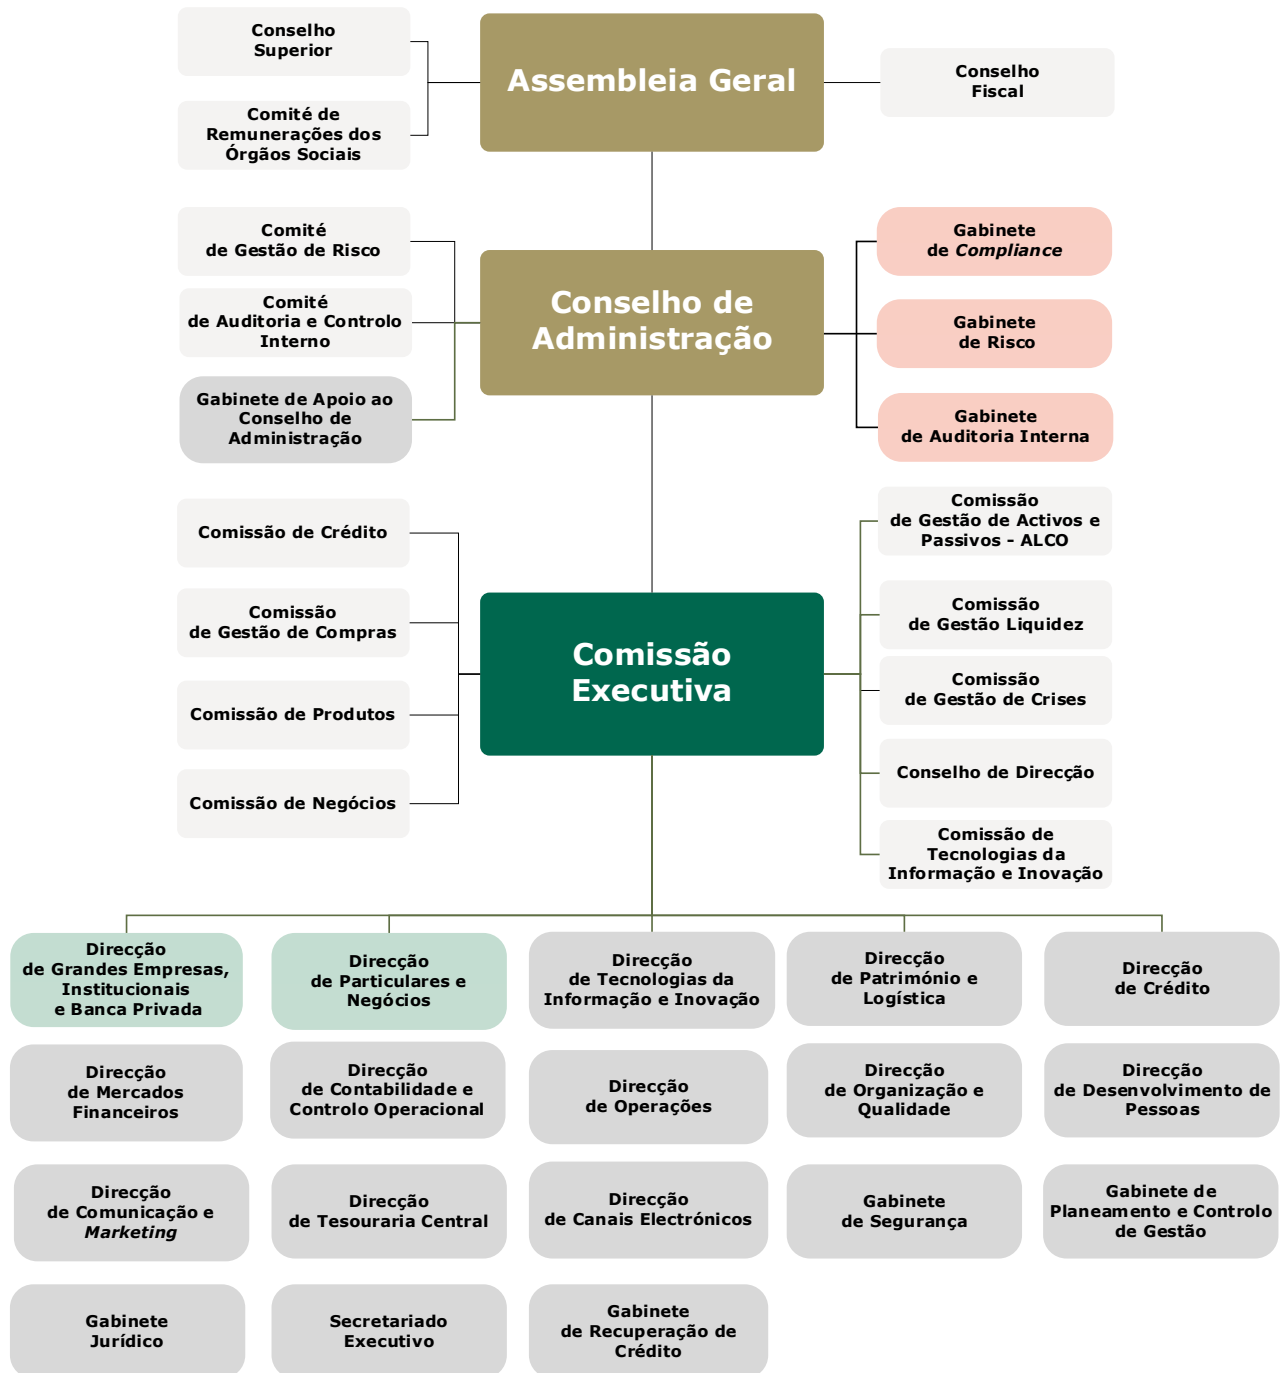 Conselho
Superior
Assembleia Geral
Conselho
Fiscal
Comité de
Remunerações dos
Órgãos Sociais
Comité
de Gestão de Risco
Comité
de Auditoria e Controlo
Interno
Gabinete de Apoio ao
Conselho de
Administração
Conselho de
Administração
Gabinete
de Compliance
Gabinete
de Risco
Gabinete
de Auditoria Interna
Comissão de Crédito
Comissão
de Gestão de Compras
Comissão de Produtos
Comissão de Negócios
Comissão
Executiva
Comissão
de Gestão de Activos e
Passivos - ALCO
Comissão
de Gestão Liquidez
Comissão
de Gestão de Crises
Conselho de Direcção
Comissão de
Tecnologias da
Informação e Inovação
Direcção
de Grandes Empresas,
Institucionais
e Banca Privada
Direcção
de Particulares e
Negócios
Direcção
de Tecnologias da
Informação e Inovação
Direcção
de Património e
Logística
Direcção
de Crédito
Direcção
de Mercados
Financeiros
Direcção
de Contabilidade e
Controlo Operacional
Direcção
de Operações
Direcção
de Organização e
Qualidade
Direcção
de Desenvolvimento de
Pessoas
Direcção
de Comunicação e
Marketing
Direcção
de Tesouraria Central
Direcção
de Canais Electrónicos
Gabinete
de Segurança
Gabinete de
Planeamento e Controlo
de Gestão
Gabinete
Jurídico
Secretariado
Executivo
Gabinete
de Recuperação de
Crédito